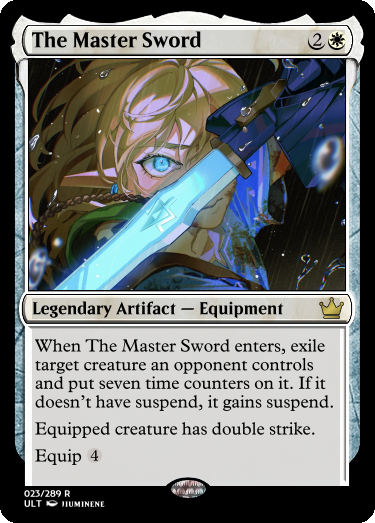 The Master Sword 2
Legendary Artifact — Equipment
When The Master Sword enters, exile
target creature an opponent controls
and put seven time counters on it. If it
doesn't have suspend, it gains suspend.
Equipped creature has double strike.
Equip 4
023/289 R
ULT JIUMINENE